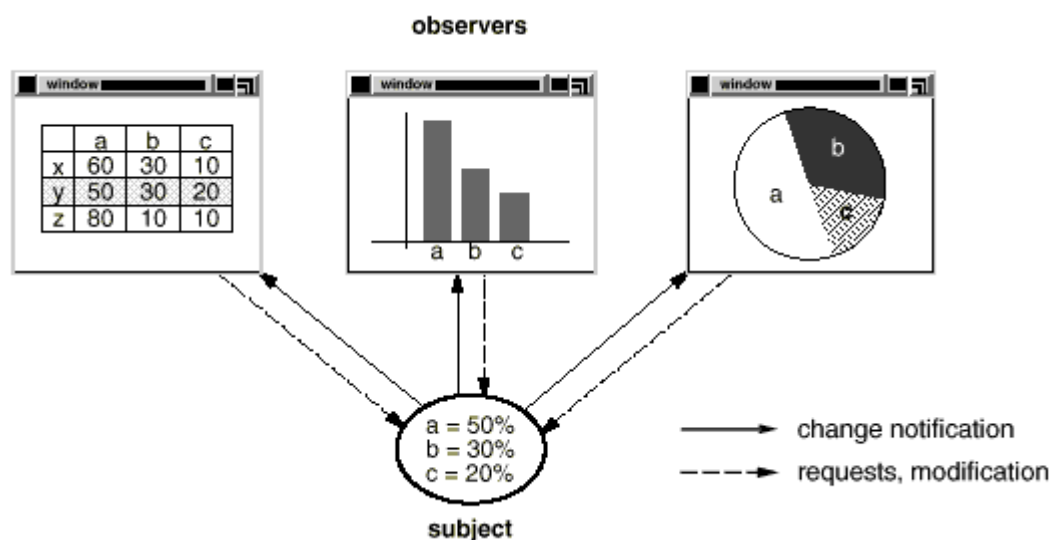 observers
window
a b c
x 60 30 10
y 50 30 20
z 80 10 10
window
a b c
window
a
b
c
a = 50%
b = 30%
c = 20%
subject
change notification
requests, modification